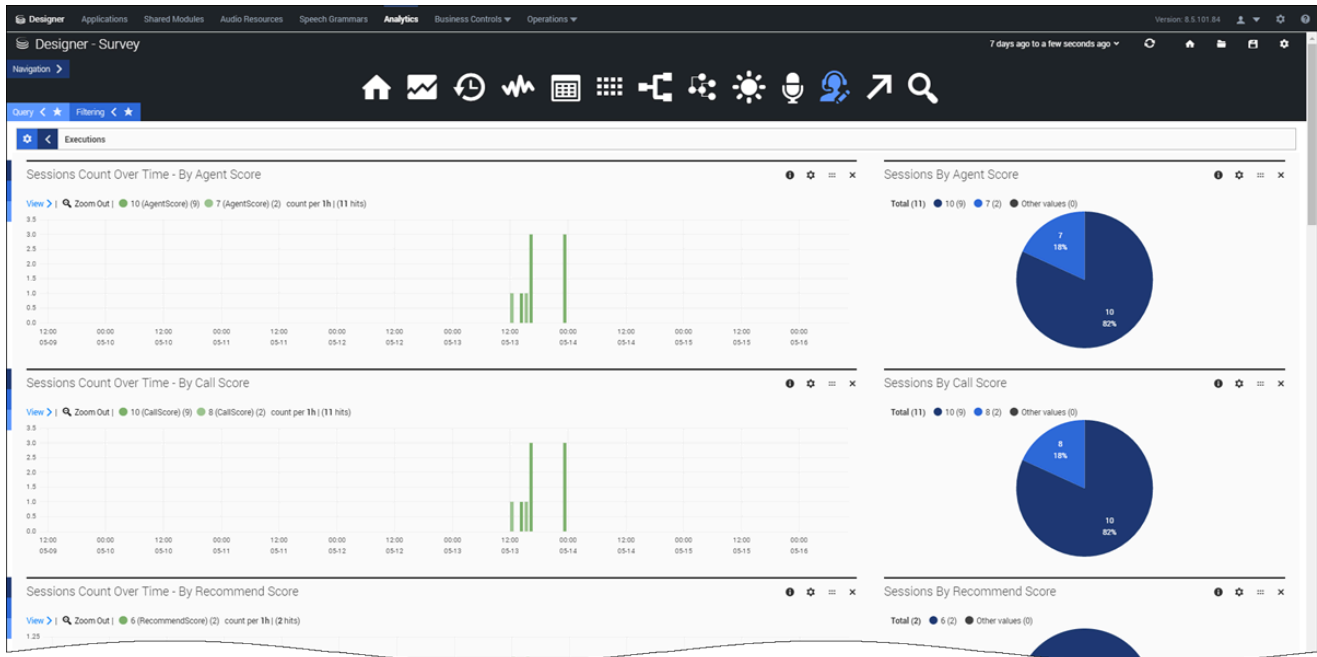 Designer Applications Shared Modules Audio Resources Speech Grammars Analytics Business Controls Operations Version: 8.5.101.84
Designer - Survey 7 days ago to a few seconds ago
Navigation
Query Filtering
Executions
Sessions Count Over Time - By Agent Score
View | Zoom Out | 10 (AgentScore) (9) 7 (AgentScore) (2) count per 1h | (11 hits)
3.5
3.0
2.5
2.0
1.5
1.0
0.5
0.0
12:00 00:00 12:00 00:00 12:00 00:00 12:00 00:00 12:00 00:00 12:00 00:00 12:00 00:00
05-09 05-10 05-10 05-11 05-11 05-12 05-12 05-13 05-13 05-14 05-14 05-15 05-15 05-16
Sessions By Agent Score
Total (11) 10 (9) 7 (2) Other values (0)
7
18%
10
82%
Sessions Count Over Time - By Call Score
View | Zoom Out | 10 (CallScore) (9) 8 (CallScore) (2) count per 1h | (11 hits)
3.5
3.0
2.5
2.0
1.5
1.0
0.5
0.0
12:00 00:00 12:00 00:00 12:00 00:00 12:00 00:00 12:00 00:00 12:00 00:00 12:00 00:00
05-09 05-10 05-10 05-11 05-11 05-12 05-12 05-13 05-13 05-14 05-14 05-15 05-15 05-16
Sessions By Call Score
Total (11) 10 (9) 8 (2) Other values (0)
8
18%
10
82%
Sessions Count Over Time - By Recommend Score
View | Zoom Out | 6 (RecommendScore) (2) count per 1h | (2 hits)
1.25
Sessions By Recommend Score
Total (2) 6 (2) Other values (0)